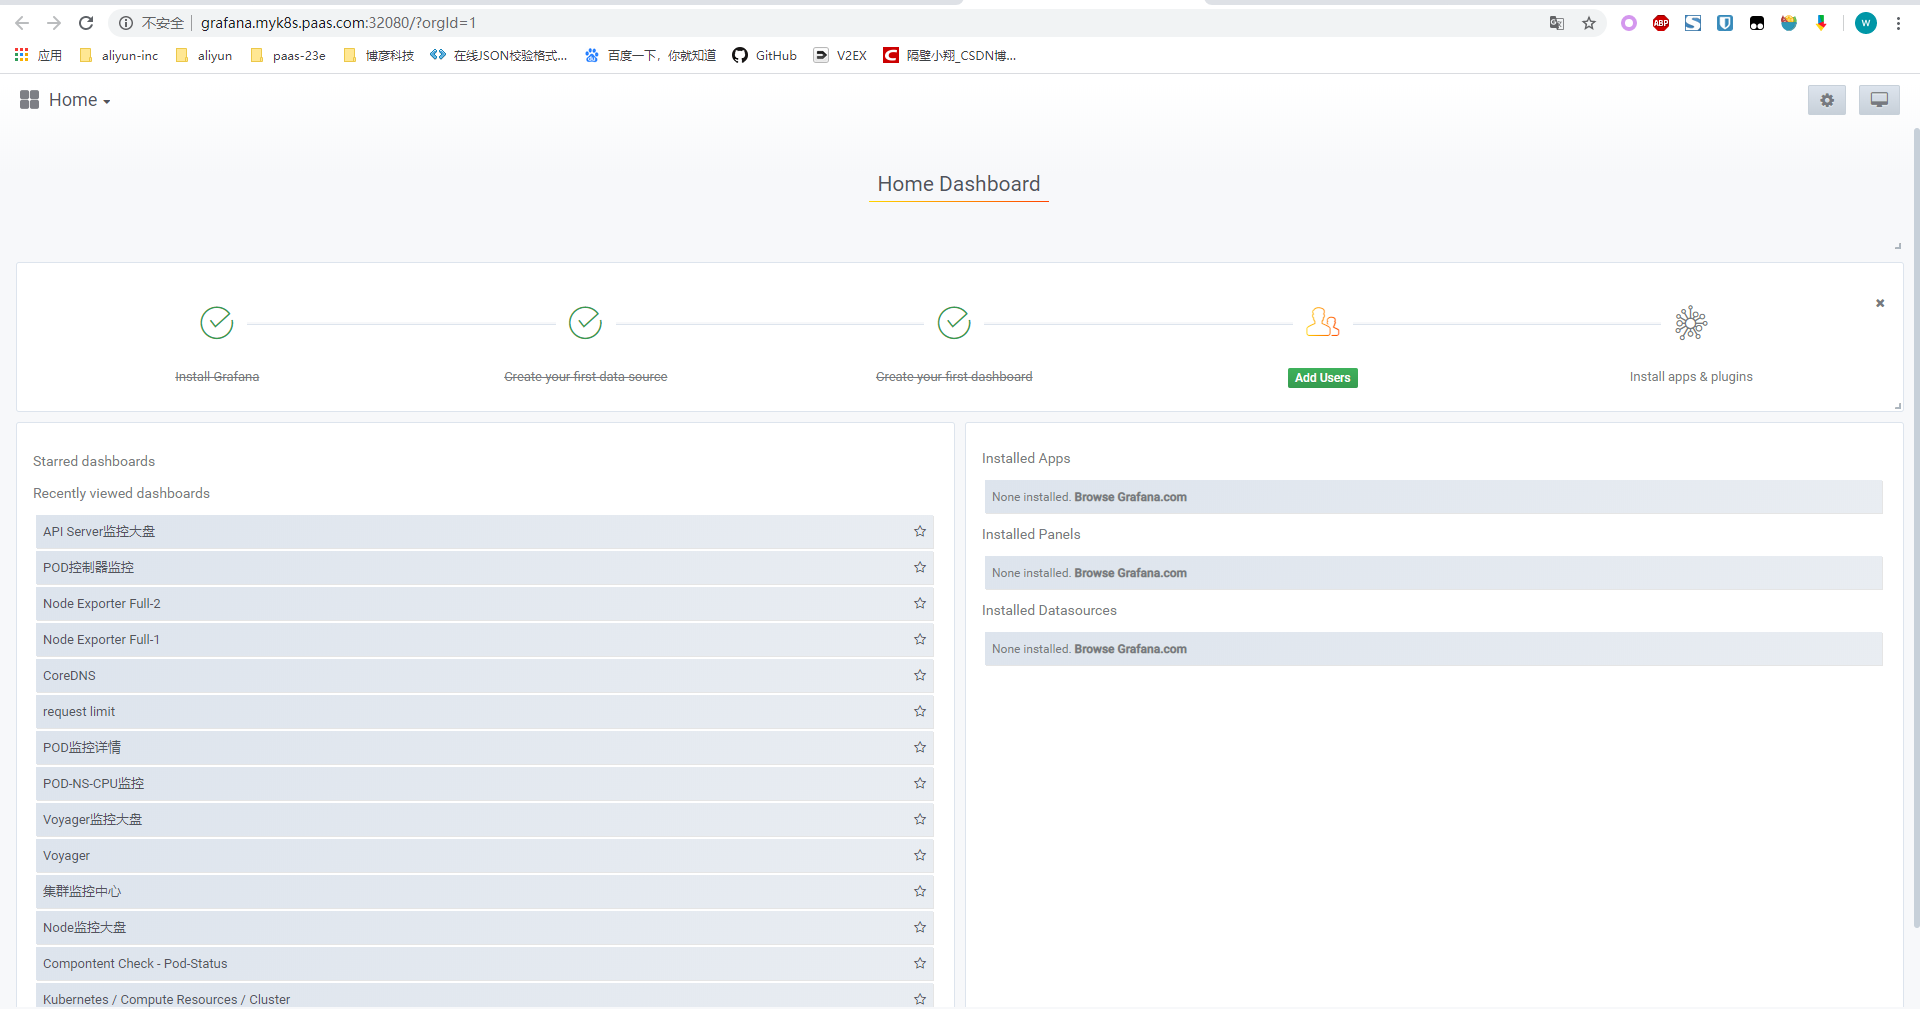 不安全 grafana.myk8s.paas.com:32080/?orgId=1
ABP
W
应用 aliyun-inc aliyun paas-23e 博彦科技 在线JSON校验格式... 百度一下，你就知道 GitHub V2EX 隔壁小翔_CSDN博...
Home
Home Dashboard
Install Grafana
Create your first data source
Create your first dashboard
Add Users
Install apps & plugins
Starred dashboards
Recently viewed dashboards
API Server监控大盘
POD控制器监控
Node Exporter Full-2
Node Exporter Full-1
CoreDNS
request limit
POD监控详情
POD-NS-CPU监控
Voyager监控大盘
Voyager
集群监控中心
Node监控大盘
Compontent Check - Pod-Status
Kubernetes / Compute Resources / Cluster
Installed Apps
None installed. Browse Grafana.com
Installed Panels
None installed. Browse Grafana.com
Installed Datasources
None installed. Browse Grafana.com